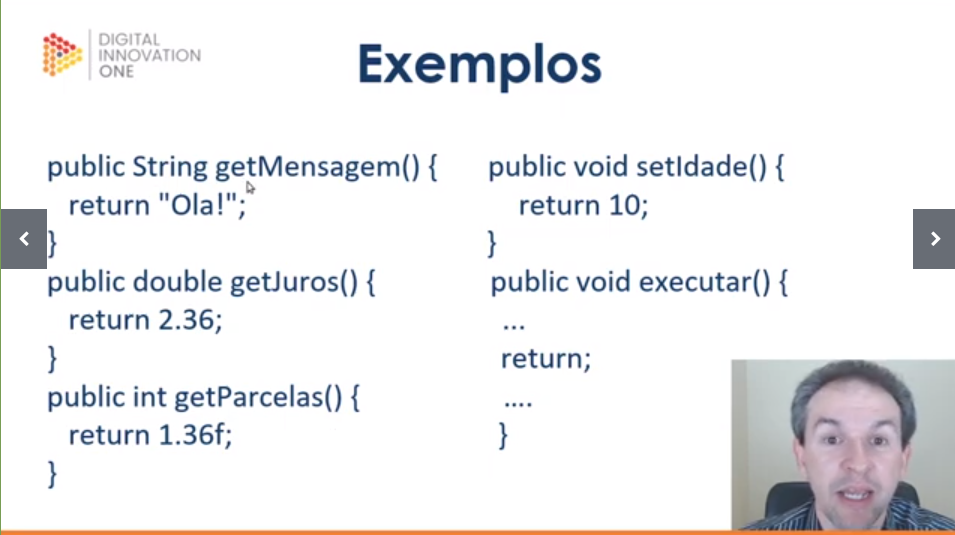 DIGITAL
INNOVATION
ONE
Exemplos
public String getMensagem() {
return "Ola!";
}
public double getJuros() {
return 2.36;
}
public int getParcelas() {
return 1.36f;
}
public void setIdade() {
return 10;
}
public void executar() {
...
return;
....
}